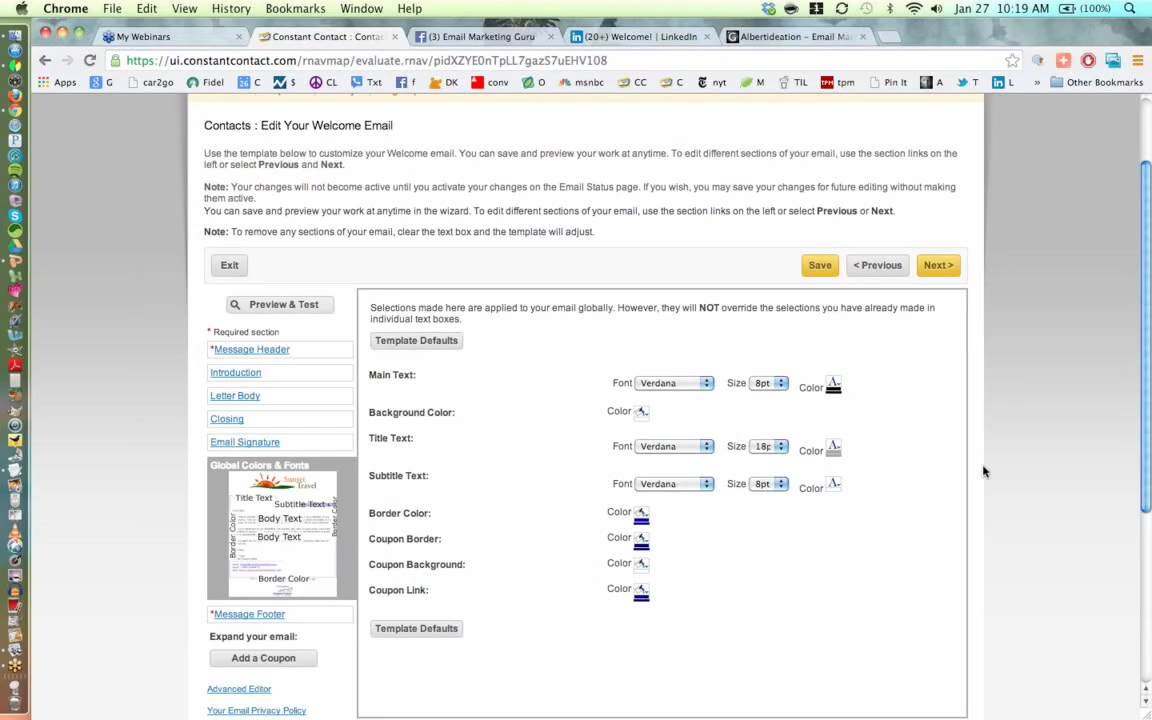 Chrome File Edit View History Bookmarks Window Help Jan 27 10:19 AM (100%)
My Webinars Constant Contact : Contac (3) Email Marketing Guru (20+) Welcome! | LinkedIn Albertideation – Email Ma
https://ui.constantcontact.com/rnavmap/evaluate.rnav/pidXZYE0nTpLL7gazS7uEHV108
Apps G car2go Fidel C $ CL Txt f DK conv O msnbc CC C nyt M TIL tpm Pin It A T L » Other Bookmarks
Contacts : Edit Your Welcome Email
Use the template below to customize your Welcome email. You can save and preview your work at anytime. To edit different sections of your email, use the section links on the
left or select Previous and Next.
Note: Your changes will not become active until you activate your changes on the Email Status page. If you wish, you may save your changes for future editing without making
them active.
You can save and preview your work at anytime in the wizard. To edit different sections of your email, use the section links on the left or select Previous or Next.
Note: To remove any sections of your email, clear the text box and the template will adjust.
Exit Save < Previous Next >
Preview & Test
* Required section
*Message Header
Introduction
Letter Body
Closing
Email Signature
Global Colors & Fonts
Sunset
Travel
Title Text
Subtitle Text
Border Color
Border Color
Body Text
Body Text
Border Color
*Message Footer
Expand your email:
Add a Coupon
Advanced Editor
Your Email Privacy Policy
Selections made here are applied to your email globally. However, they will NOT override the selections you have already made in
individual text boxes.
Template Defaults
Main Text: Font Verdana Size 8pt Color
Background Color: Color
Title Text: Font Verdana Size 18p Color
Subtitle Text: Font Verdana Size 8pt Color
Border Color: Color
Coupon Border: Color
Coupon Background: Color
Coupon Link: Color
Template Defaults